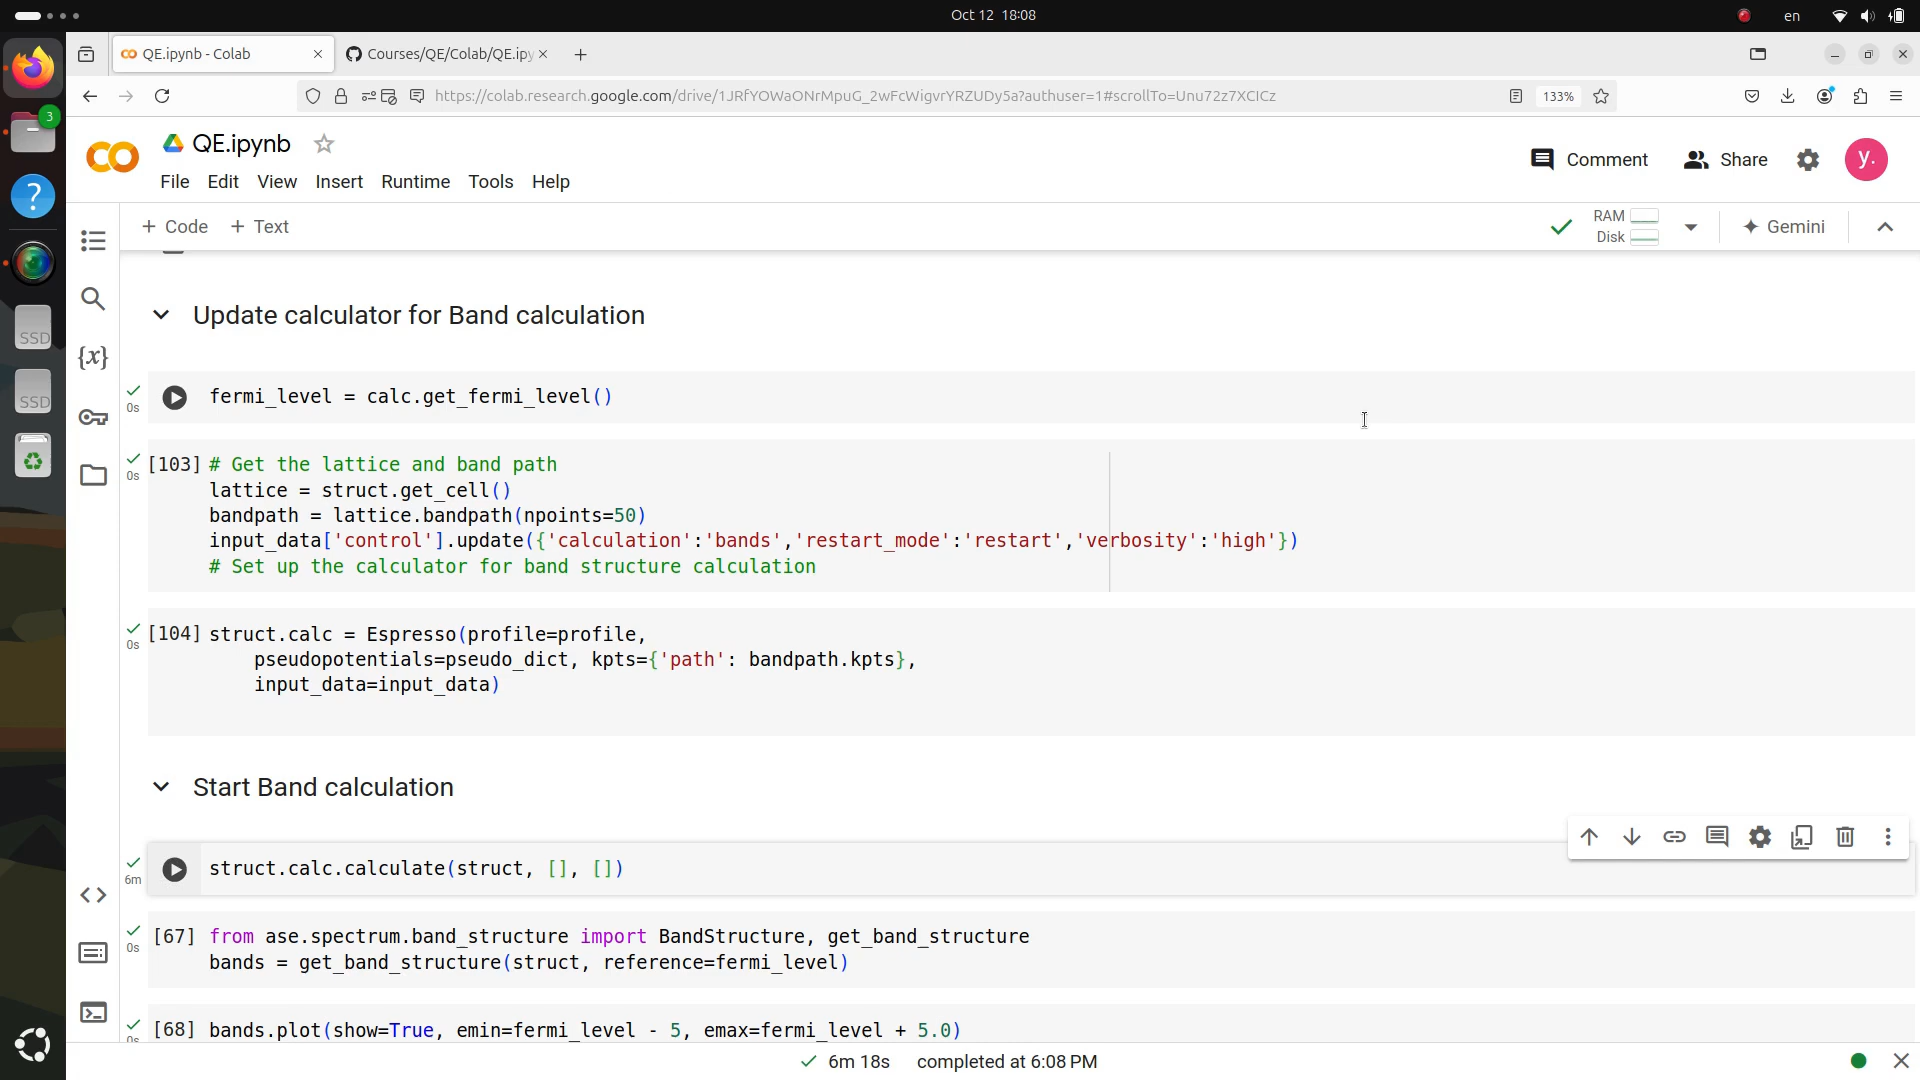 Oct 12 18:08
en
QE.ipynb - Colab
Courses/QE/Colab/QE.ipy
3
https://colab.research.google.com/drive/1JRfYOWaONrMpuG_2wFcWigvrYRZUDy5a?authuser=1#scrollTo=Unu72z7XCICz
133%
QE.ipynb
Comment
Share
y.
File Edit View Insert Runtime Tools Help
+ Code + Text
RAM
Disk
Gemini
Update calculator for Band calculation
0s
fermi_level = calc.get_fermi_level()
0s
[103] # Get the lattice and band path
lattice = struct.get_cell()
bandpath = lattice.bandpath(npoints=50)
input_data['control'].update({'calculation':'bands','restart_mode':'restart','verbosity':'high'})
# Set up the calculator for band structure calculation
0s
[104] struct.calc = Espresso(profile=profile,
pseudopotentials=pseudo_dict, kpts={'path': bandpath.kpts},
input_data=input_data)
Start Band calculation
6m
struct.calc.calculate(struct, [], [])
0s
[67] from ase.spectrum.band_structure import BandStructure, get_band_structure
bands = get_band_structure(struct, reference=fermi_level)
[68] bands.plot(show=True, emin=fermi_level - 5, emax=fermi_level + 5.0)
0s
6m 18s completed at 6:08 PM
SSD
SSD
{x}